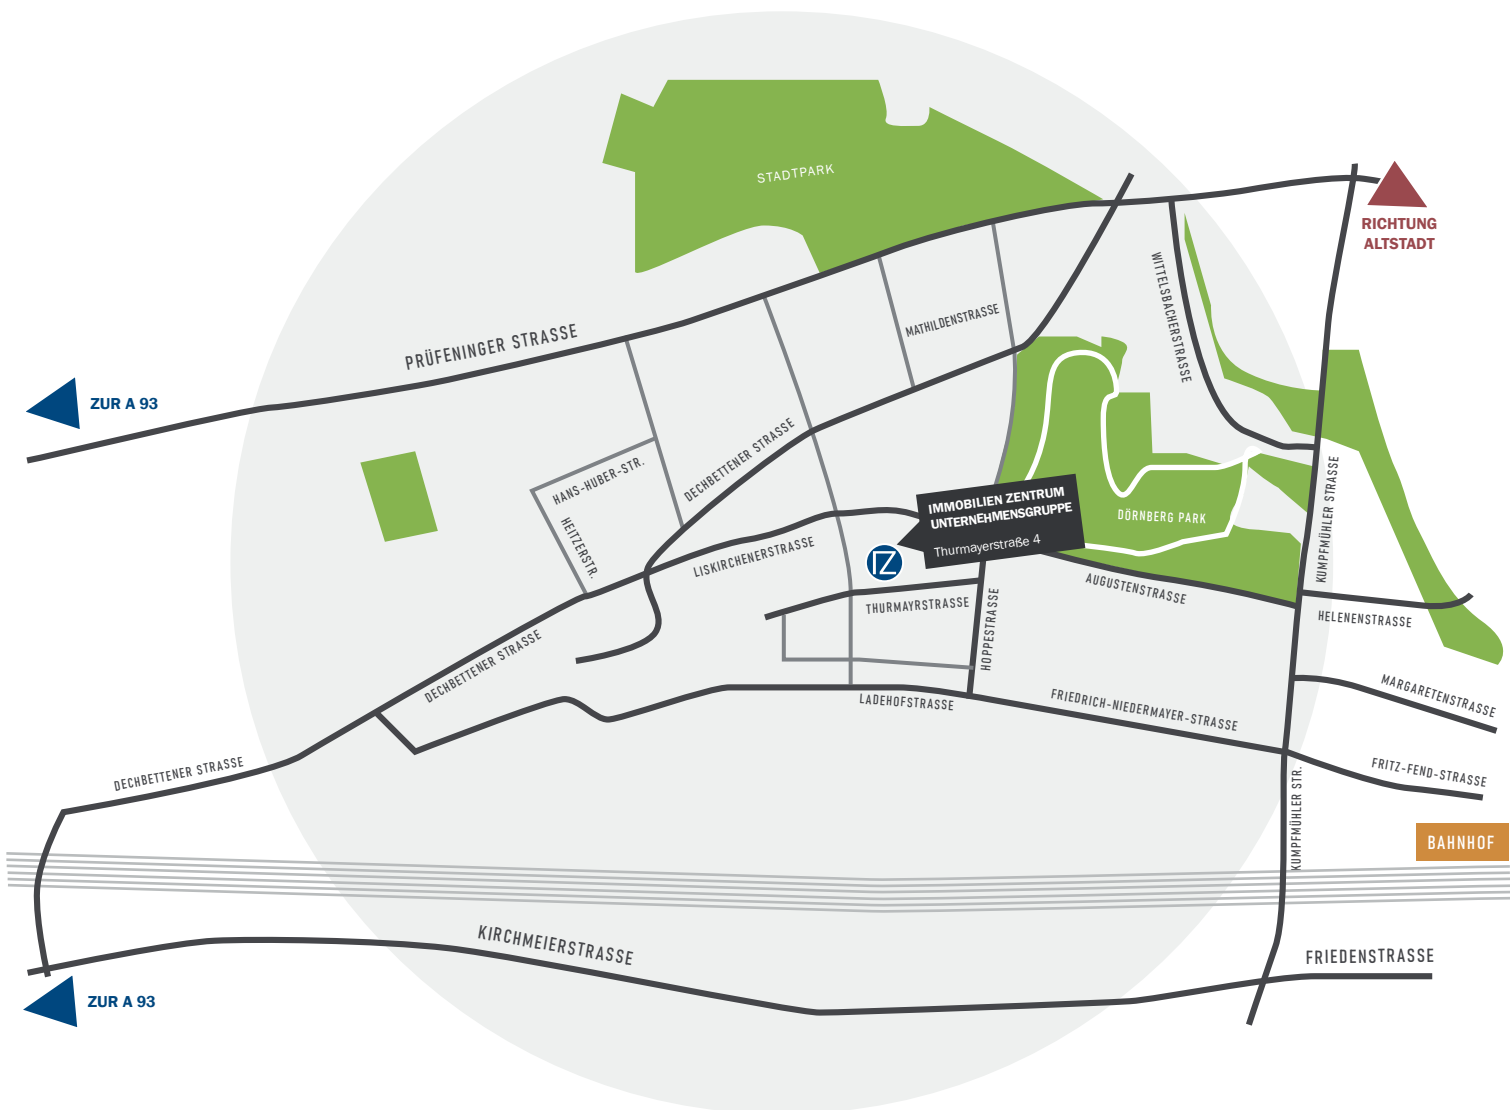 STADTPARK
RICHTUNG
ALTSTADT
WITTELSBACHERSTRASSE
MATHILDENSTRASSE
PRÜFENINGER STRASSE
ZUR A 93
DECHBETTENER STRASSE
HANS-HUBER-STR.
HEITZERSTR.
IMMOBILIEN ZENTRUM
UNTERNEHMENSGRUPPE
Thurmayerstraße 4
DÖRNBERG PARK
KUMPFMÜHLER STRASSE
LISKIRCHENERSTRASSE
IZ
AUGUSTENSTRASSE
THURMAYRSTRASSE
HOPPESTRASSE
HELENENSTRASSE
DECHBETTENER STRASSE
LADEHOFSTRASSE
FRIEDRICH-NIEDERMAYER-STRASSE
MARGARETENSTRASSE
DECHBETTENER STRASSE
FRITZ-FEND-STRASSE
KUMPFMÜHLER STR.
BAHNHOF
KIRCHMEIERSTRASSE
FRIEDENSTRASSE
ZUR A 93